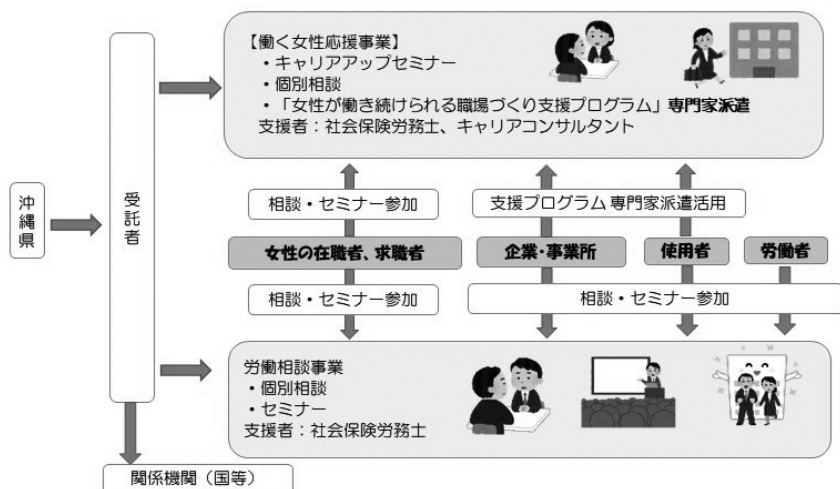 【働く女性応援事業】
・キャリアアップセミナー
・個別相談
・「女性が働き続けられる職場づくり支援プログラム」専門家派遣
支援者：社会保険労務士、キャリアコンサルタント
沖縄県
受託者
相談・セミナー参加
支援プログラム 専門家派遣活用
女性の在職者、求職者
企業・事業所
使用者
労働者
相談・セミナー参加
相談・セミナー参加
労働相談事業
・個別相談
・セミナー
支援者：社会保険労務士
関係機関（国等）